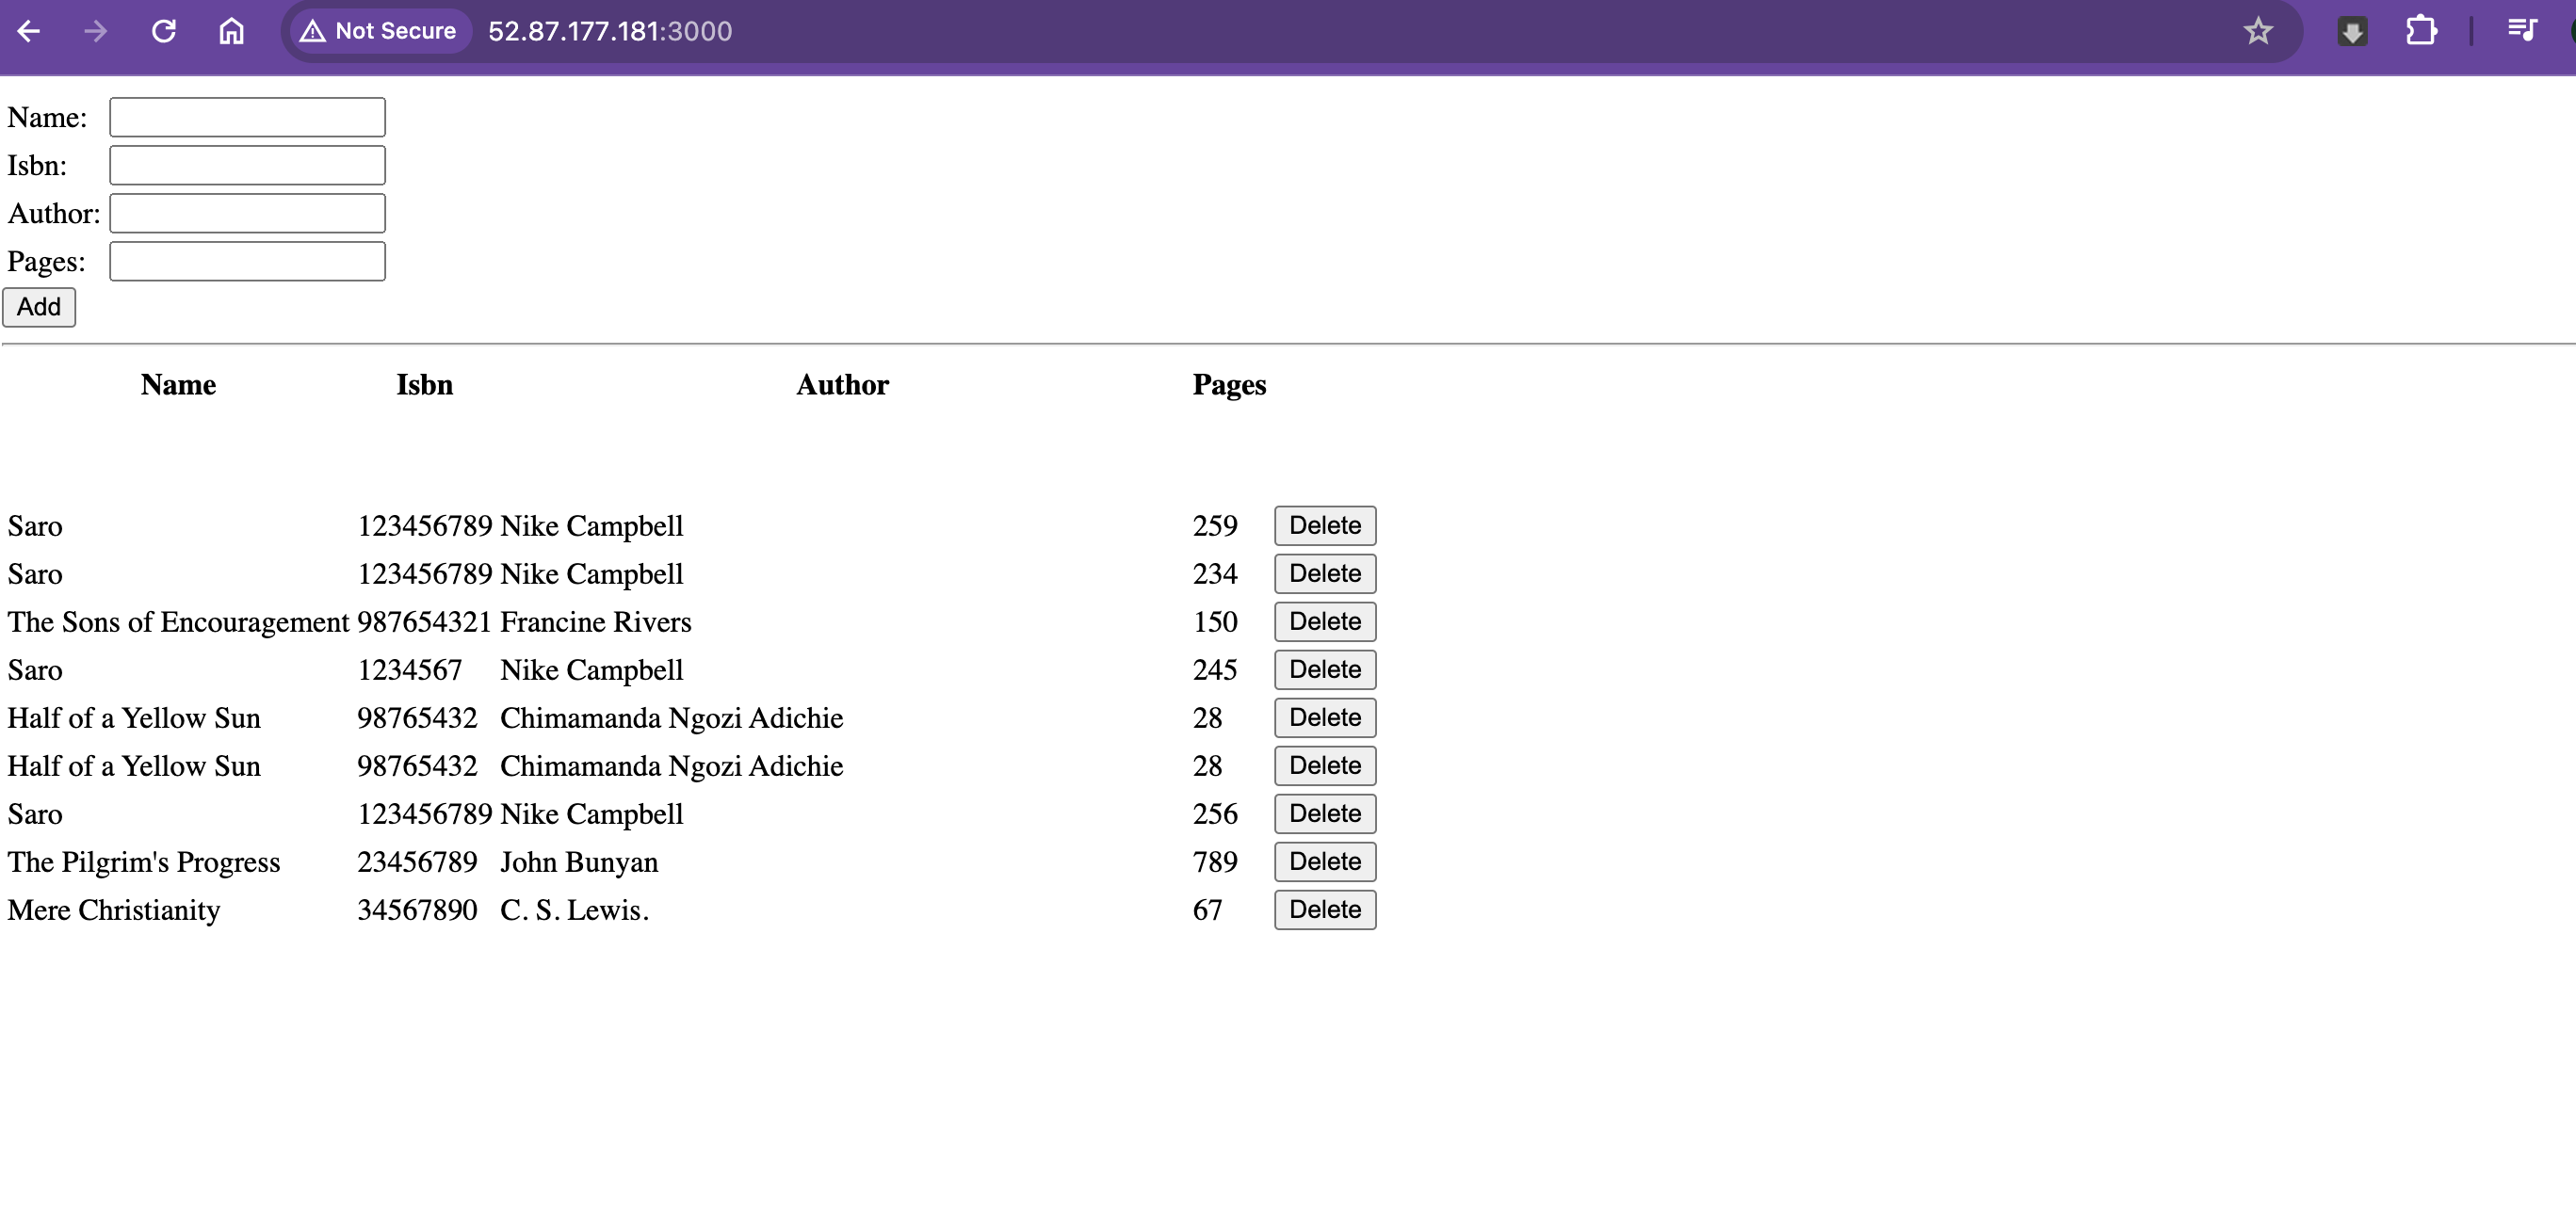 Not Secure 52.87.177.181:3000
Name:
Isbn:
Author:
Pages:
Add
Name Isbn Author Pages
Saro 123456789 Nike Campbell 259 Delete
Saro 123456789 Nike Campbell 234 Delete
The Sons of Encouragement 987654321 Francine Rivers 150 Delete
Saro 1234567 Nike Campbell 245 Delete
Half of a Yellow Sun 98765432 Chimamanda Ngozi Adichie 28 Delete
Half of a Yellow Sun 98765432 Chimamanda Ngozi Adichie 28 Delete
Saro 123456789 Nike Campbell 256 Delete
The Pilgrim's Progress 23456789 John Bunyan 789 Delete
Mere Christianity 34567890 C. S. Lewis. 67 Delete